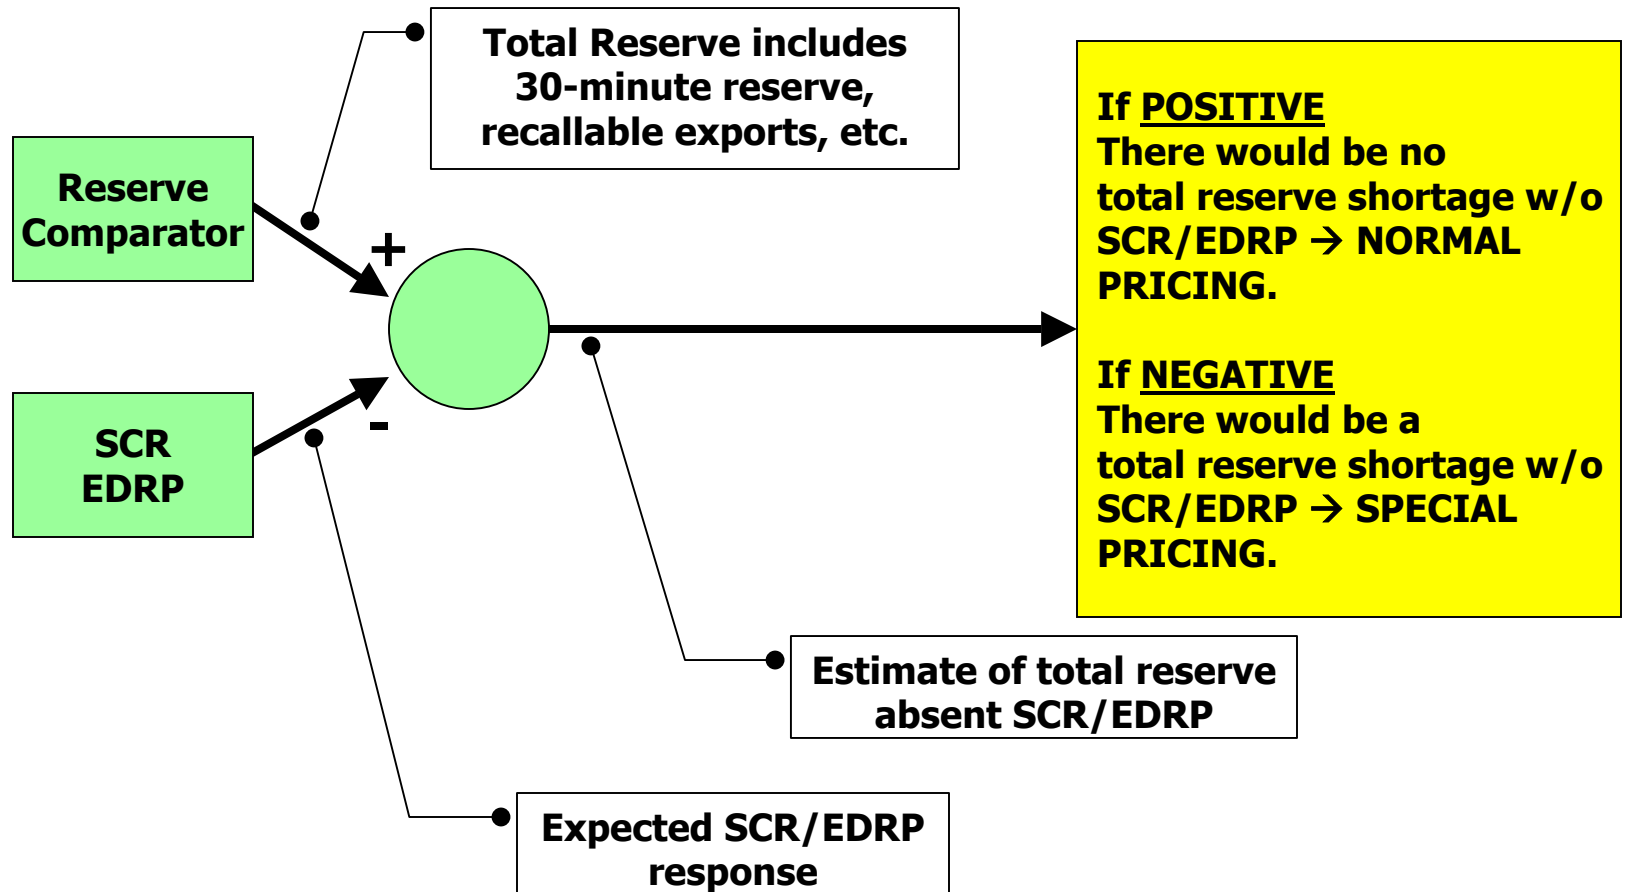 Total Reserve includes
30-minute reserve,
recallable exports, etc.
Reserve
Comparator
+
-
SCR
EDRP
If POSITIVE
There would be no
total reserve shortage w/o
SCR/EDRP → NORMAL
PRICING.
If NEGATIVE
There would be a
total reserve shortage w/o
SCR/EDRP → SPECIAL
PRICING.
Estimate of total reserve
absent SCR/EDRP
Expected SCR/EDRP
response